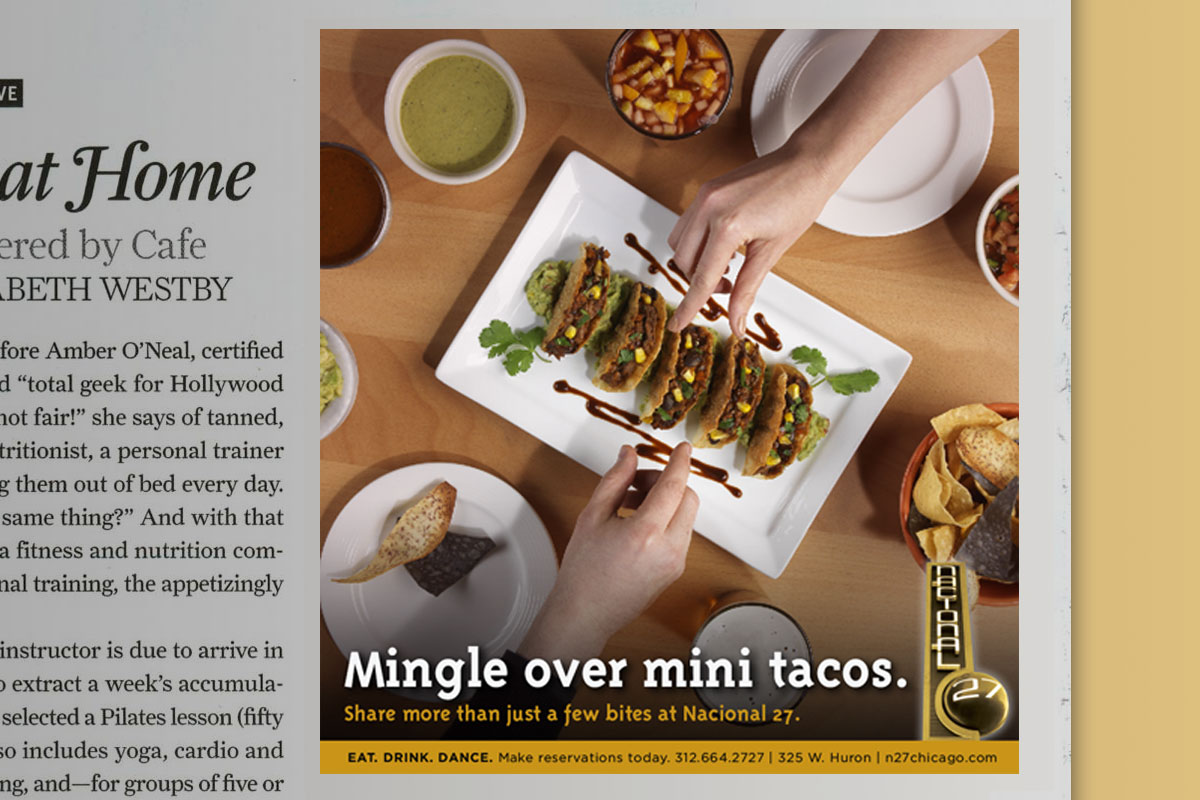 VE
at Home
ered by Cafe
ABETH WESTBY
fore Amber O’Neal, certified
d “total geek for Hollywood
not fair!” she says of tanned,
tritionist, a personal trainer
g them out of bed every day.
same thing?” And with that
a fitness and nutrition com-
nal training, the appetizingly
instructor is due to arrive in
o extract a week’s accumula-
selected a Pilates lesson (fifty
so includes yoga, cardio and
ng, and—for groups of five or
NACIONAL
27
Mingle over mini tacos.
Share more than just a few bites at Nacional 27.
EAT. DRINK. DANCE. Make reservations today. 312.664.2727 | 325 W. Huron | n27chicago.com